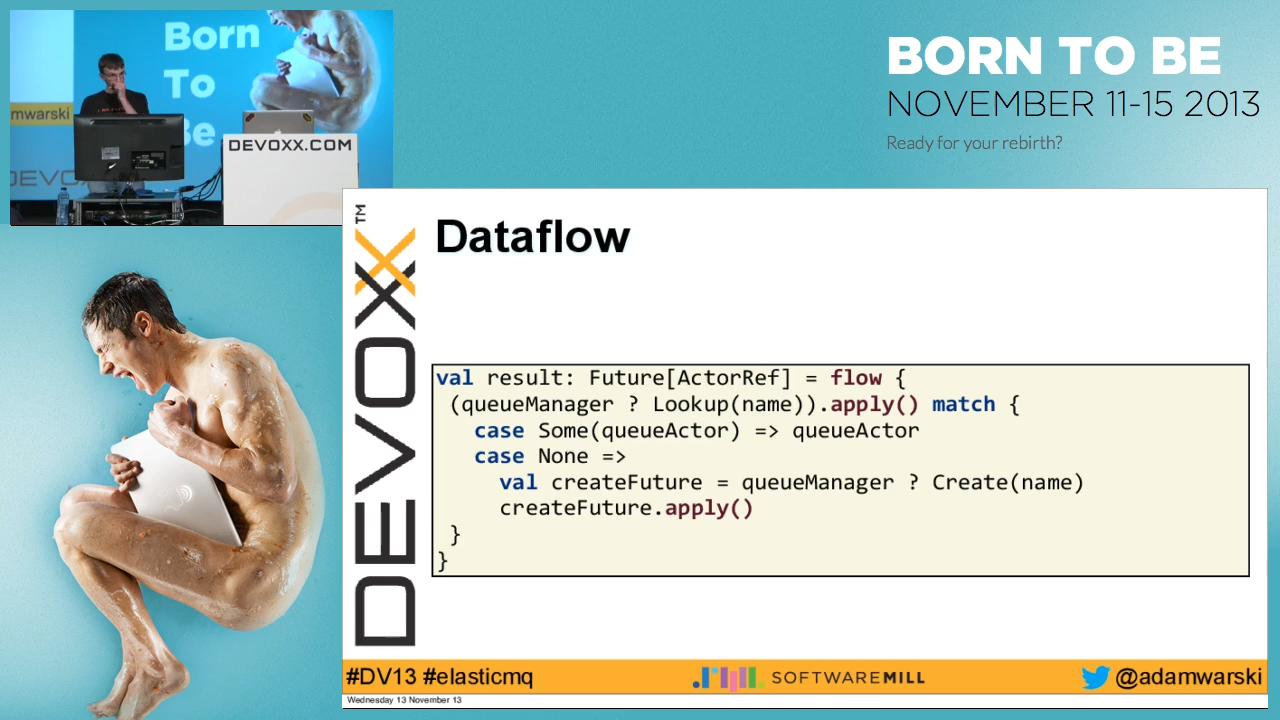 Born
To
Be
mwarski
DEVOXX.COM
DEVOX
BORN TO BE
NOVEMBER 11-15 2013
Ready for your rebirth?
DEVOXX™
Dataflow
val result: Future[ActorRef] = flow {
(queueManager ? Lookup(name)).apply() match {
case Some(queueActor) => queueActor
case None =>
val createFuture = queueManager ? Create(name)
createFuture.apply()
}
}
#DV13 #elasticmq
SOFTWAREMILL
@adamwarski
Wednesday 13 November 13